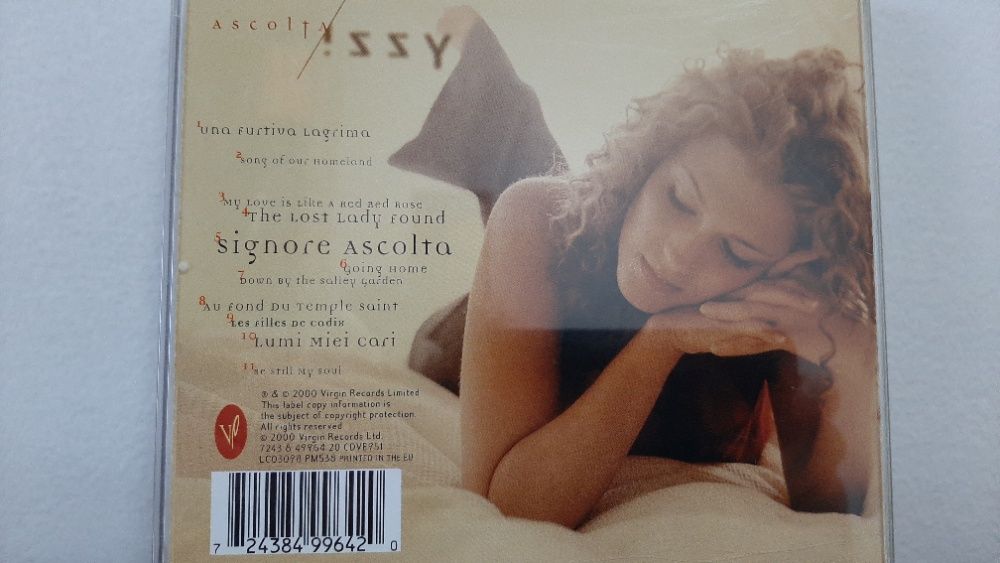 Ascolta
izzy
1 Una Furtiva Lagrima
2 Song of our Homeland
3 My Love is Like a Red Red Rose
4 The Lost Lady Found
5 Signore Ascolta
6 Going Home
7 Down By the Salley Garden
8 Au Fond Du Temple Saint
9 Les Filles De Cadix
10 Lumi Miei Cari
11 Be Still My Soul
℗ & © 2000 Virgin Records Limited
This label copy information is
the subject of copyright protection.
All rights reserved
© 2000 Virgin Records Ltd.
7243 8 49964 20 CDVE951
LC03098 PM538 PRINTED IN THE EU
7 24384 99642 0